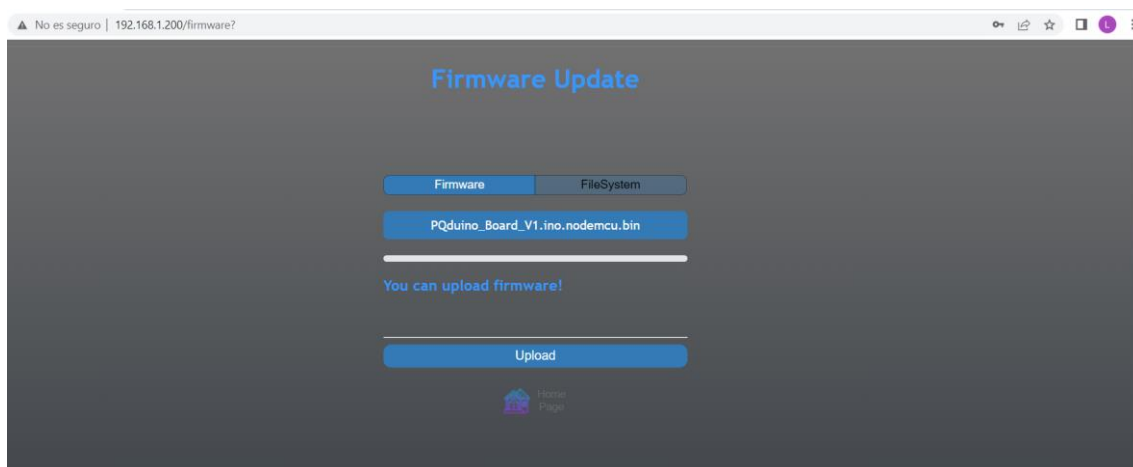 No es seguro | 192.168.1.200/firmware?
L
Firmware Update
Firmware FileSystem
PQduino_Board_V1.ino.nodemcu.bin
You can upload firmware!
Upload
Home
Page